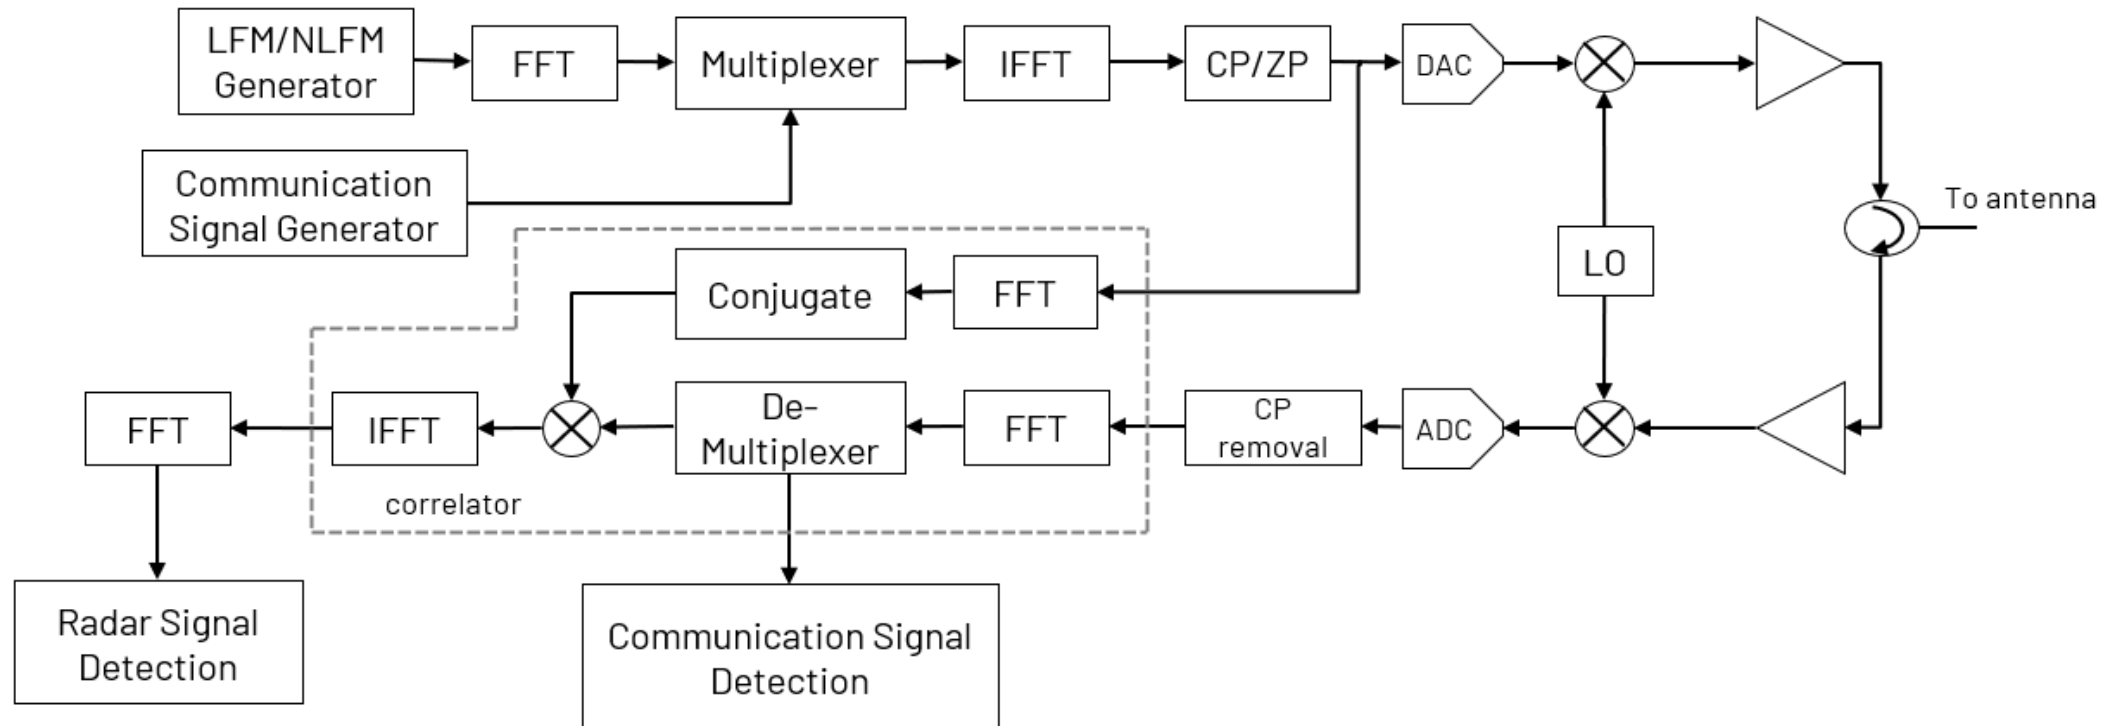 LFM/NLFM
Generator
FFT
Multiplexer
IFFT
CP/ZP
DAC
Communication
Signal Generator
To antenna
LO
Conjugate
FFT
FFT
IFFT
De-
Multiplexer
FFT
CP
removal
ADC
correlator
Radar Signal
Detection
Communication Signal
Detection